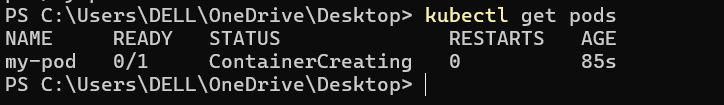 PS C:\Users\DELL\OneDrive\Desktop> kubectl get pods
NAME     READY   STATUS              RESTARTS   AGE
my-pod   0/1     ContainerCreating   0          85s
PS C:\Users\DELL\OneDrive\Desktop>